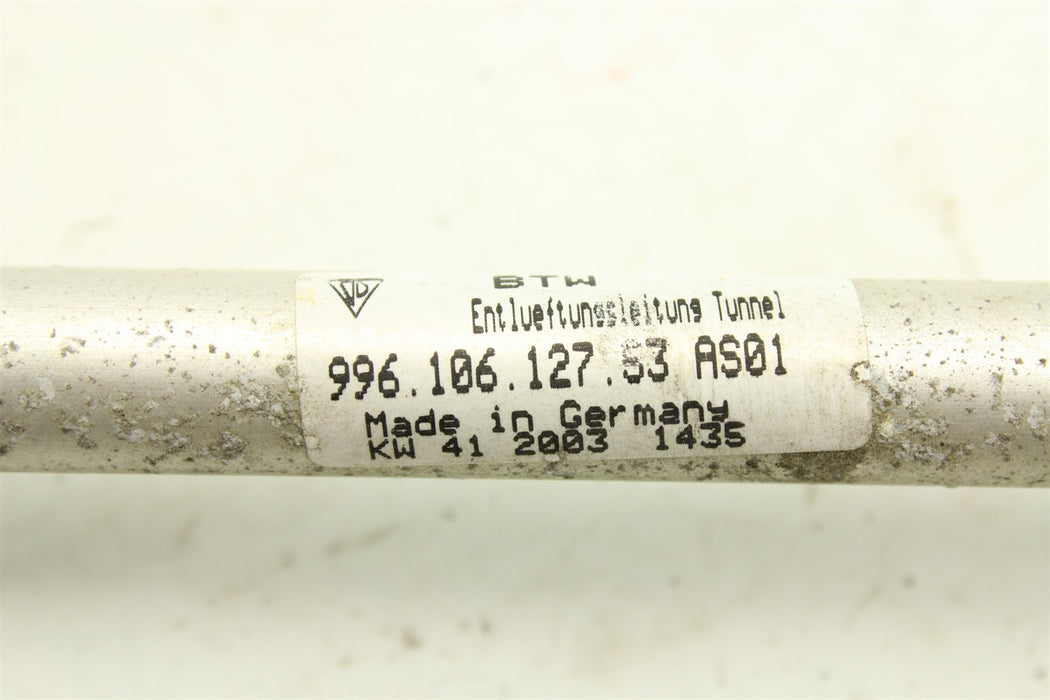 BTW
Entlueftungsleitung Tunnel
996.106.127.53 AS01
Made in Germany
KW 41 2003 1435